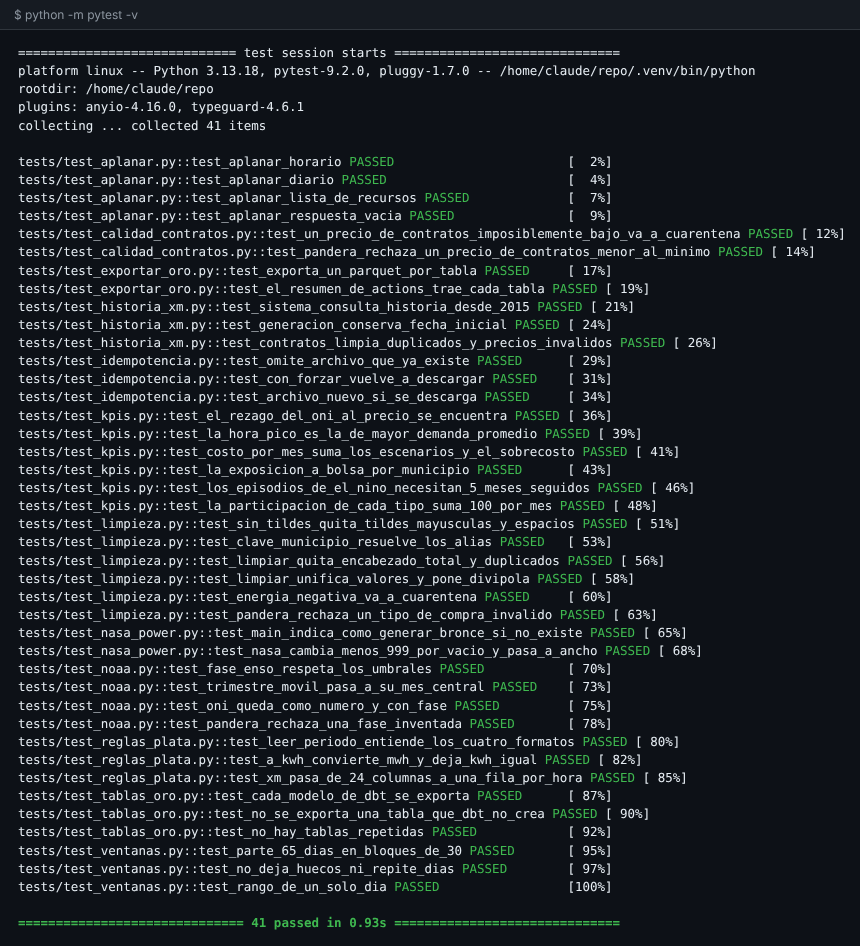 $ python -m pytest -v
============================= test session starts ==============================
platform linux -- Python 3.13.18, pytest-9.2.0, pluggy-1.7.0 -- /home/claude/repo/.venv/bin/python
rootdir: /home/claude/repo
plugins: anyio-4.16.0, typeguard-4.6.1
collecting ... collected 41 items
tests/test_aplanar.py::test_aplanar_horario PASSED                       [  2%]
tests/test_aplanar.py::test_aplanar_diario PASSED                        [  4%]
tests/test_aplanar.py::test_aplanar_lista_de_recursos PASSED             [  7%]
tests/test_aplanar.py::test_aplanar_respuesta_vacia PASSED               [  9%]
tests/test_calidad_contratos.py::test_un_precio_de_contratos_imposiblemente_bajo_va_a_cuarentena PASSED [ 12%]
tests/test_calidad_contratos.py::test_pandera_rechaza_un_precio_de_contratos_menor_al_minimo PASSED [ 14%]
tests/test_exportar_oro.py::test_exporta_un_parquet_por_tabla PASSED     [ 17%]
tests/test_exportar_oro.py::test_el_resumen_de_actions_trae_cada_tabla PASSED [ 19%]
tests/test_historia_xm.py::test_sistema_consulta_historia_desde_2015 PASSED [ 21%]
tests/test_historia_xm.py::test_generacion_conserva_fecha_inicial PASSED [ 24%]
tests/test_historia_xm.py::test_contratos_limpia_duplicados_y_precios_invalidos PASSED [ 26%]
tests/test_idempotencia.py::test_omite_archivo_que_ya_existe PASSED      [ 29%]
tests/test_idempotencia.py::test_con_forzar_vuelve_a_descargar PASSED    [ 31%]
tests/test_idempotencia.py::test_archivo_nuevo_si_se_descarga PASSED     [ 34%]
tests/test_kpis.py::test_el_rezago_del_oni_al_precio_se_encuentra PASSED [ 36%]
tests/test_kpis.py::test_la_hora_pico_es_la_de_mayor_demanda_promedio PASSED [ 39%]
tests/test_kpis.py::test_costo_por_mes_suma_los_escenarios_y_el_sobrecosto PASSED [ 41%]
tests/test_kpis.py::test_la_exposicion_a_bolsa_por_municipio PASSED      [ 43%]
tests/test_kpis.py::test_los_episodios_de_el_nino_necesitan_5_meses_seguidos PASSED [ 46%]
tests/test_kpis.py::test_la_participacion_de_cada_tipo_suma_100_por_mes PASSED [ 48%]
tests/test_limpieza.py::test_sin_tildes_quita_tildes_mayusculas_y_espacios PASSED [ 51%]
tests/test_limpieza.py::test_clave_municipio_resuelve_los_alias PASSED   [ 53%]
tests/test_limpieza.py::test_limpiar_quita_encabezado_total_y_duplicados PASSED [ 56%]
tests/test_limpieza.py::test_limpiar_unifica_valores_y_pone_divipola PASSED [ 58%]
tests/test_limpieza.py::test_energia_negativa_va_a_cuarentena PASSED     [ 60%]
tests/test_limpieza.py::test_pandera_rechaza_un_tipo_de_compra_invalido PASSED [ 63%]
tests/test_nasa_power.py::test_main_indica_como_generar_bronce_si_no_existe PASSED [ 65%]
tests/test_nasa_power.py::test_nasa_cambia_menos_999_por_vacio_y_pasa_a_ancho PASSED [ 68%]
tests/test_noaa.py::test_fase_enso_respeta_los_umbrales PASSED           [ 70%]
tests/test_noaa.py::test_trimestre_movil_pasa_a_su_mes_central PASSED    [ 73%]
tests/test_noaa.py::test_oni_queda_como_numero_y_con_fase PASSED         [ 75%]
tests/test_noaa.py::test_pandera_rechaza_una_fase_inventada PASSED       [ 78%]
tests/test_reglas_plata.py::test_leer_periodo_entiende_los_cuatro_formatos PASSED [ 80%]
tests/test_reglas_plata.py::test_a_kwh_convierte_mwh_y_deja_kwh_igual PASSED [ 82%]
tests/test_reglas_plata.py::test_xm_pasa_de_24_columnas_a_una_fila_por_hora PASSED [ 85%]
tests/test_tablas_oro.py::test_cada_modelo_de_dbt_se_exporta PASSED      [ 87%]
tests/test_tablas_oro.py::test_no_se_exporta_una_tabla_que_dbt_no_crea PASSED [ 90%]
tests/test_tablas_oro.py::test_no_hay_tablas_repetidas PASSED            [ 92%]
tests/test_ventanas.py::test_parte_65_dias_en_bloques_de_30 PASSED       [ 95%]
tests/test_ventanas.py::test_no_deja_huecos_ni_repite_dias PASSED        [ 97%]
tests/test_ventanas.py::test_rango_de_un_solo_dia PASSED                 [100%]
============================== 41 passed in 0.93s ==============================